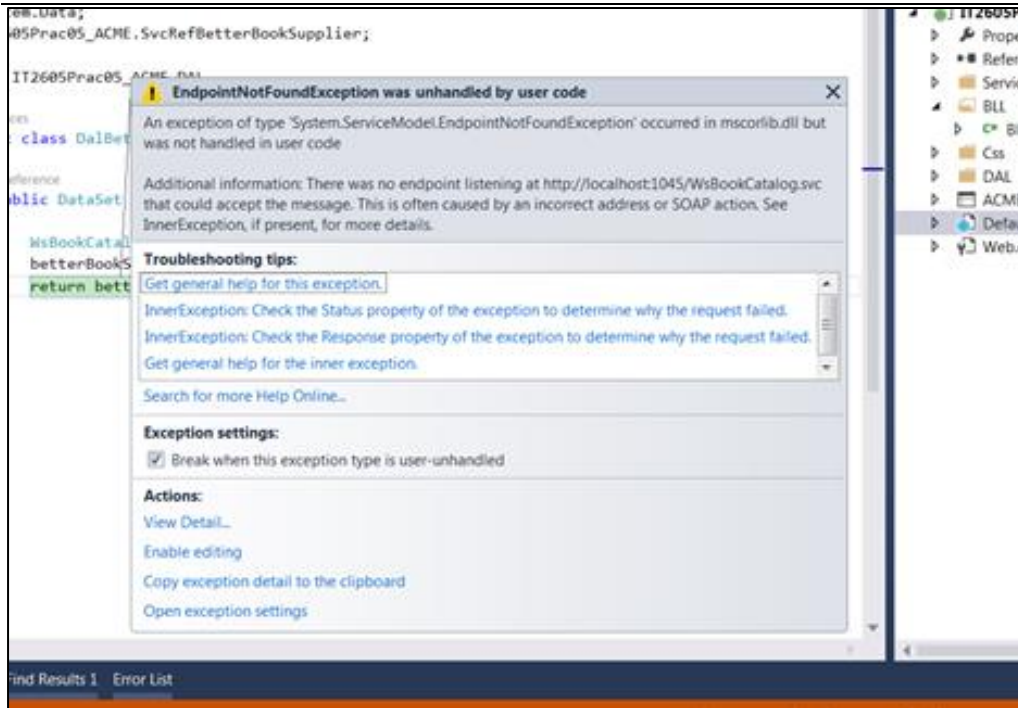 em.Data;
05Prac05_ACME.SvcRefBetterBookSupplier;
IT2605Prac05_ACME.DAL
class DalBet
eference
blic DataSet
WsBookCatal
betterBookS
return bett
EndpointNotFoundException was unhandled by user code
An exception of type 'System.ServiceModel.EndpointNotFoundException' occurred in mscorlib.dll but
was not handled in user code
Additional information: There was no endpoint listening at http://localhost:1045/WsBookCatalog.svc
that could accept the message. This is often caused by an incorrect address or SOAP action. See
InnerException, if present, for more details.
Troubleshooting tips:
Get general help for this exception.
InnerException: Check the Status property of the exception to determine why the request failed.
InnerException: Check the Response property of the exception to determine why the request failed.
Get general help for the inner exception.
Search for more Help Online...
Exception settings:
Break when this exception type is user-unhandled
Actions:
View Detail...
Enable editing
Copy exception detail to the clipboard
Open exception settings
IT2605P
Prope
Refer
Servic
BLL
C# Bl
Css
DAL
ACME
Defau
Web.
Find Results 1 Error List